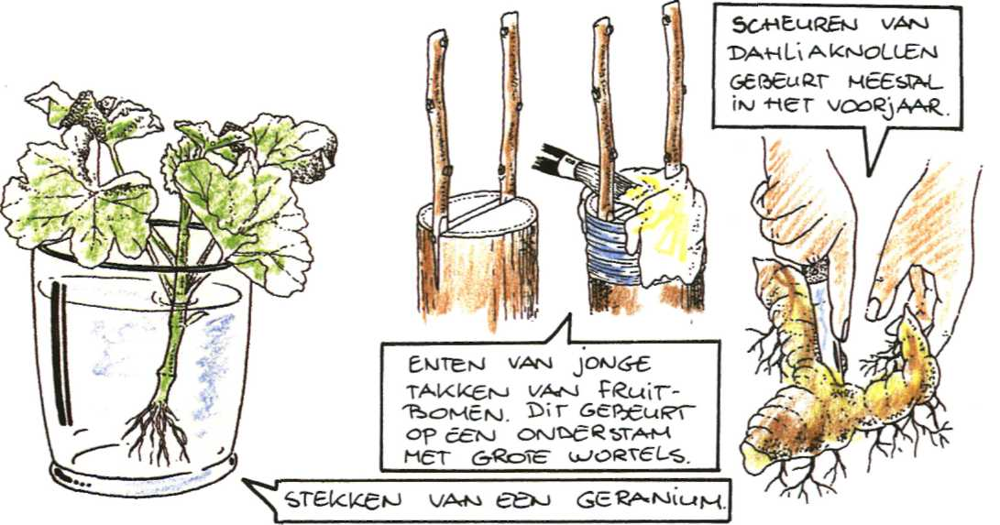 SCHEUREN VAN
DAHLIAKNOLLEN
GEBEURT MEESTAL
IN HET VOORJAAR.
ENTEN VAN JONGE
TAKKEN VAN FRUIT-
BOMEN. DIT GEBEURT
OP EEN ONDERSTAM
MET GROTE WORTELS.
STEKKEN VAN EEN GERANIUM.